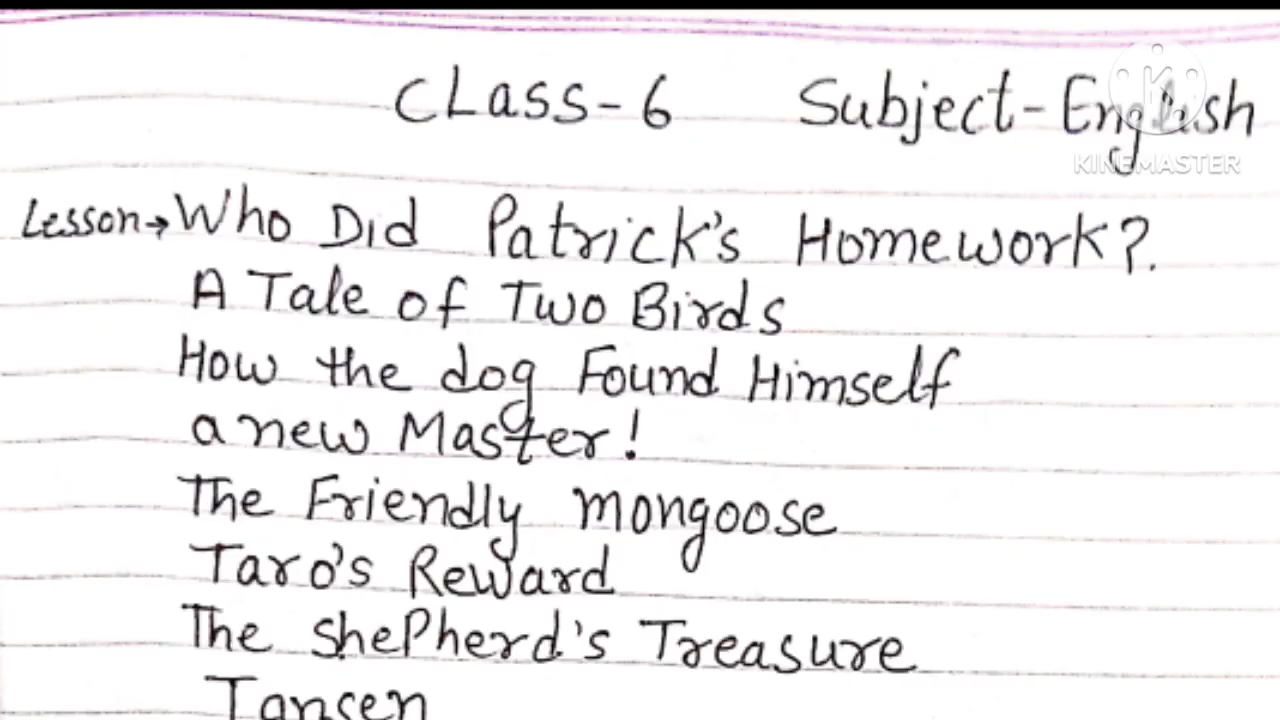 CLass-6 Subject-English
KINEMASTER
Lesson→Who Did Patrick's Homework?.
A Tale of Two Birds
How the dog Found Himself
a new Master!
The Friendly mongoose
Taro's Reward
The shePherd's Treasure
Tansen